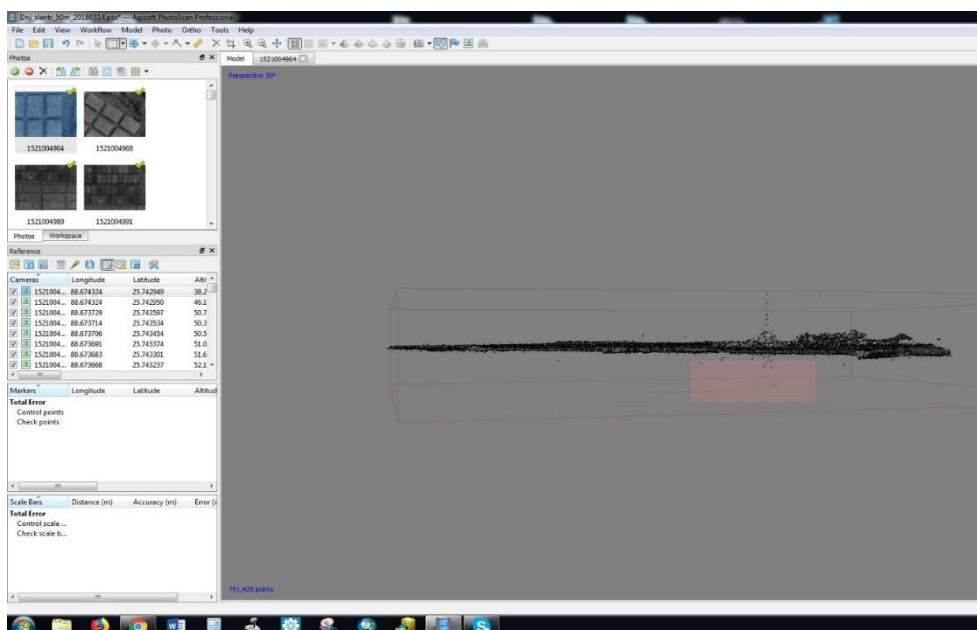 Dnj_slantr_50m_20180314.psx* — Agisoft PhotoScan Professional
File Edit View Workflow Model Photo Ortho Tools Help
Photos
Model 1521004964
Perspective 30°
1521004964 1521004968
1521004989 1521004991
Photos Workspace
Reference
Cameras Longitude Latitude Alti
1521004... 88.674324 25.742949 38.2
1521004... 88.674324 25.742950 46.1
1521004... 88.673729 25.743597 50.7
1521004... 88.673714 25.743534 50.3
1521004... 88.673706 25.743454 50.5
1521004... 88.673691 25.743374 51.0
1521004... 88.673683 25.743301 51.6
1521004... 88.673668 25.743237 52.1
Markers Longitude Latitude Altitud
Total Error
Control points
Check points
Scale Bars Distance (m) Accuracy (m) Error (
Total Error
Control scale ...
Check scale b...
751,428 points